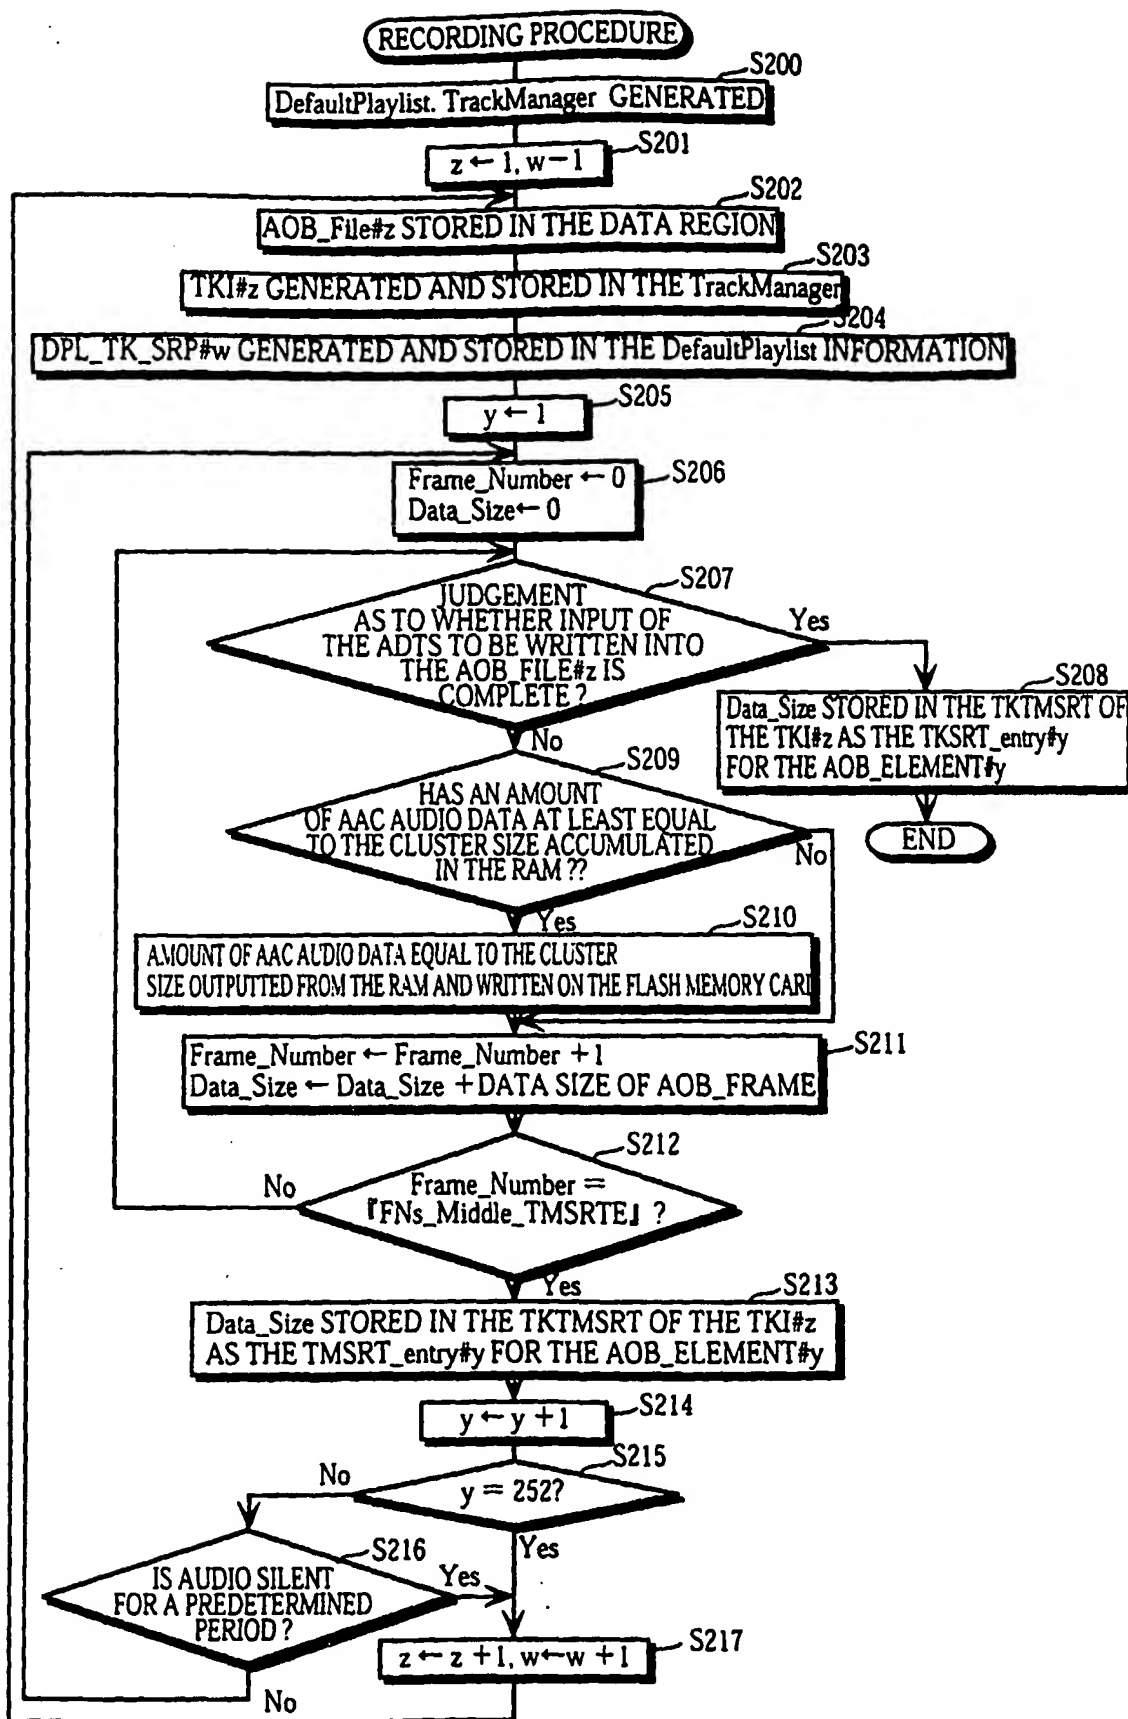 RECORDING PROCEDURE
S200
DefaultPlaylist. TrackManager GENERATED
S201
z ← 1, w−1
S202
AOB_File#z STORED IN THE DATA REGION
S203
TKI#z GENERATED AND STORED IN THE TrackManager
S204
DPL_TK_SRP#w GENERATED AND STORED IN THE DefaultPlaylist INFORMATION
S205
y ← 1
S206
Frame_Number ← 0
Data_Size← 0
S207
JUDGEMENT
AS TO WHETHER INPUT OF
THE ADTS TO BE WRITTEN INTO
THE AOB_FILE#z IS
COMPLETE ?
Yes
No
S208
Data_Size STORED IN THE TKTMSRT OF
THE TKI#z AS THE TKSRT_entry#y
FOR THE AOB_ELEMENT#y
END
S209
HAS AN AMOUNT
OF AAC AUDIO DATA AT LEAST EQUAL
TO THE CLUSTER SIZE ACCUMULATED
IN THE RAM ??
No
Yes
S210
AMOUNT OF AAC AUDIO DATA EQUAL TO THE CLUSTER
SIZE OUTPUTTED FROM THE RAM AND WRITTEN ON THE FLASH MEMORY CARD
S211
Frame_Number ← Frame_Number +1
Data_Size ← Data_Size +DATA SIZE OF AOB_FRAME
S212
No
Frame_Number =
『FNs_Middle_TMSRTE』 ?
Yes
S213
Data_Size STORED IN THE TKTMSRT OF THE TKI#z
AS THE TMSRT_entry#y FOR THE AOB_ELEMENT#y
S214
y ← y +1
S215
No
y = 252?
Yes
S216
IS AUDIO SILENT
FOR A PREDETERMINED
PERIOD ?
Yes
No
S217
z ← z +1, w←w +1